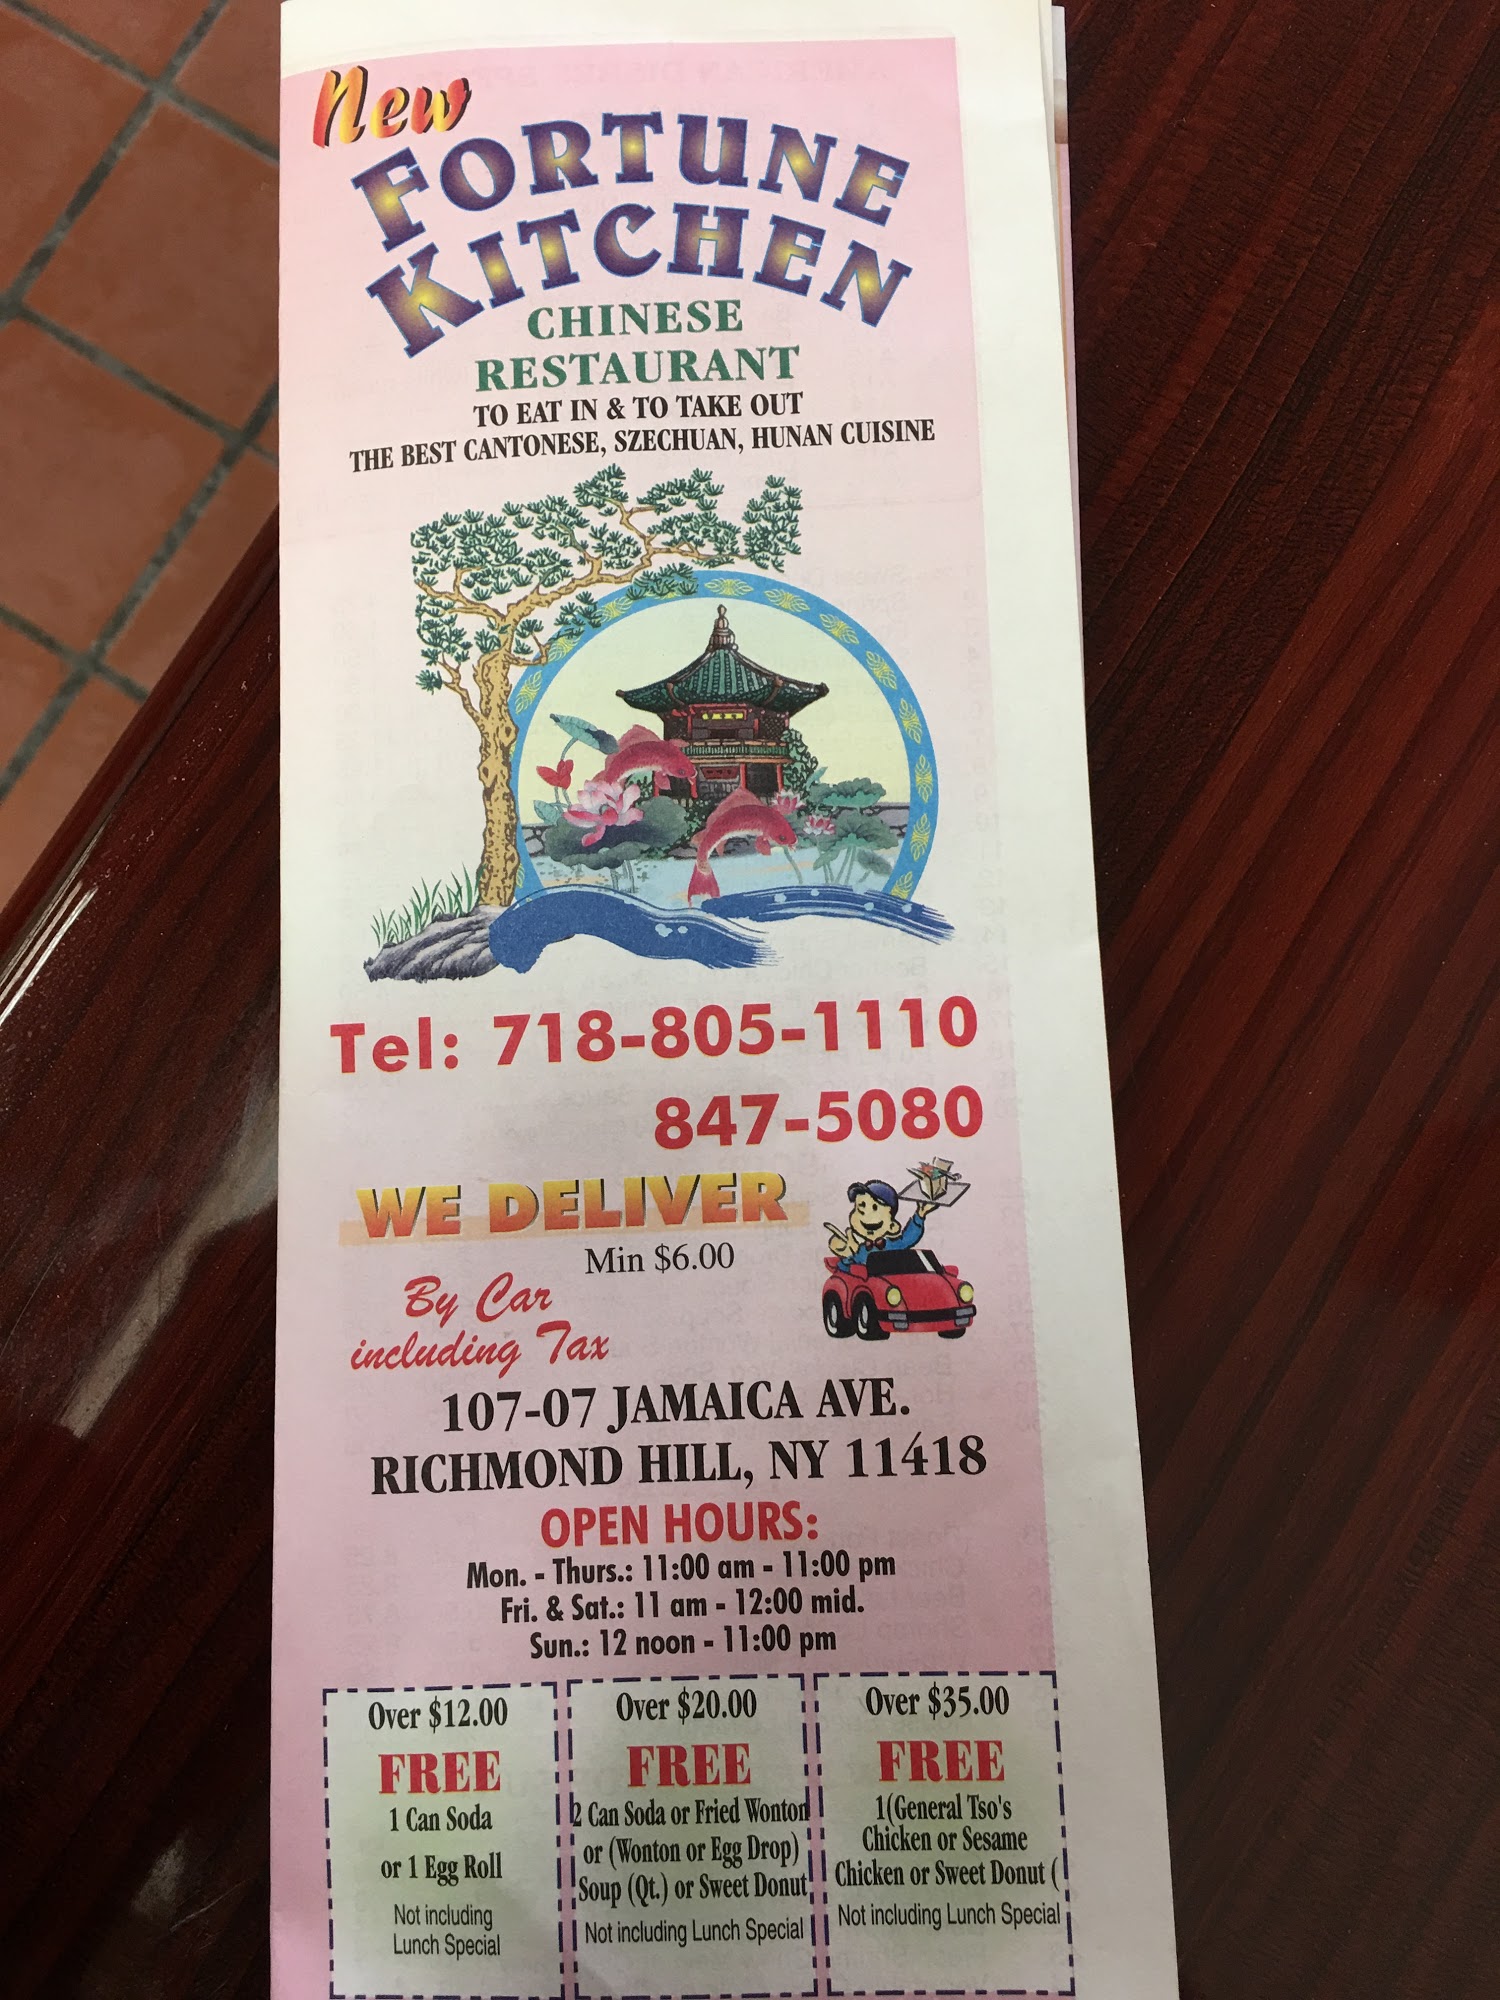 New
FORTUNE
KITCHEN
CHINESE
RESTAURANT
TO EAT IN & TO TAKE OUT
THE BEST CANTONESE, SZECHUAN, HUNAN CUISINE
Tel: 718-805-1110
847-5080
WE DELIVER
Min $6.00
By Car
including Tax
107-07 JAMAICA AVE.
RICHMOND HILL, NY 11418
OPEN HOURS:
Mon. - Thurs.: 11:00 am - 11:00 pm
Fri. & Sat.: 11 am - 12:00 mid.
Sun.: 12 noon - 11:00 pm
Over $12.00
FREE
1 Can Soda
or 1 Egg Roll
Not including
Lunch Special
Over $20.00
FREE
2 Can Soda or Fried Wonton
or (Wonton or Egg Drop)
Soup (Qt.) or Sweet Donut
Not including Lunch Special
Over $35.00
FREE
1(General Tso's
Chicken or Sesame
Chicken or Sweet Donut (
Not including Lunch Special